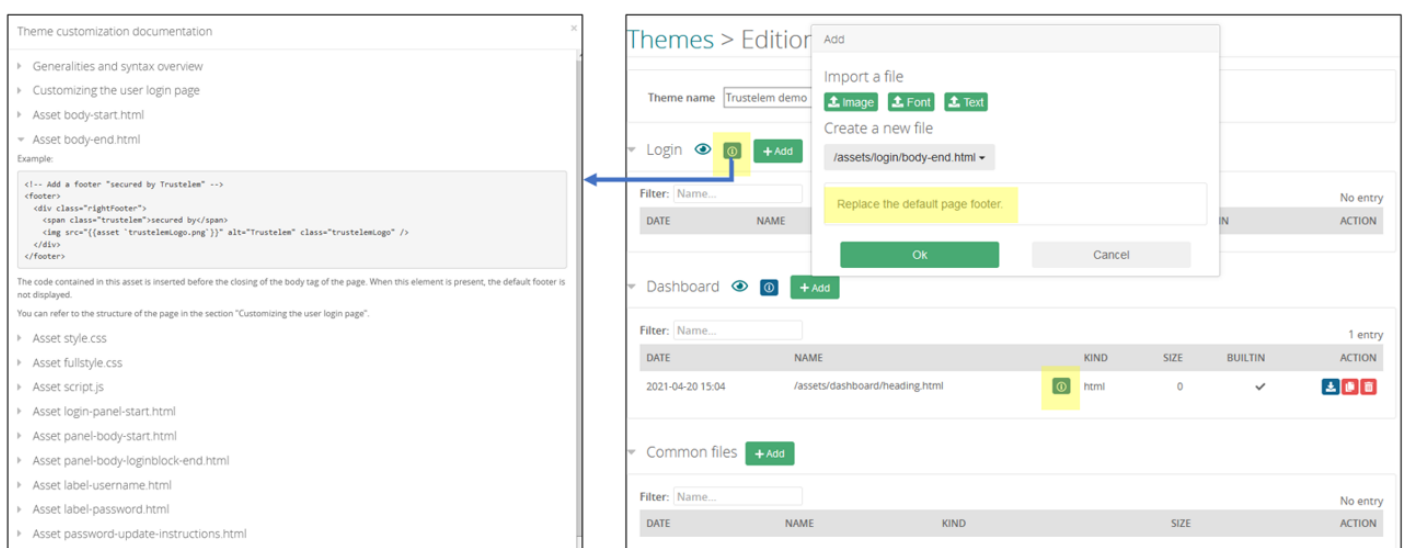 Theme customization documentation ×
Generalities and syntax overview
Customizing the user login page
Asset body-start.html
Asset body-end.html
Example:
<!-- Add a footer "secured by Trustelem" -->
<footer>
<div class="rightFooter">
<span class="trustelem">secured by</span>
<img src="{{asset `trustelemLogo.png`}}" alt="Trustelem" class="trustelemLogo" />
</div>
</footer>
The code contained in this asset is inserted before the closing of the body tag of the page. When this element is present, the default footer is
not displayed.
You can refer to the structure of the page in the section "Customizing the user login page".
Asset style.css
Asset fullstyle.css
Asset script.js
Asset login-panel-start.html
Asset panel-body-start.html
Asset panel-body-loginblock-end.html
Asset label-username.html
Asset label-password.html
Asset password-update-instructions.html
Themes > Edition
Theme name Trustelem demo
Login + Add
Filter: Name...
No entry
DATE NAME IN ACTION
Add
Import a file
Image Font Text
Create a new file
/assets/login/body-end.html
Replace the default page footer.
Ok Cancel
Dashboard + Add
Filter: Name...
1 entry
DATE NAME KIND SIZE BUILTIN ACTION
2021-04-20 15:04 /assets/dashboard/heading.html html 0
Common files + Add
Filter: Name...
No entry
DATE NAME KIND SIZE ACTION